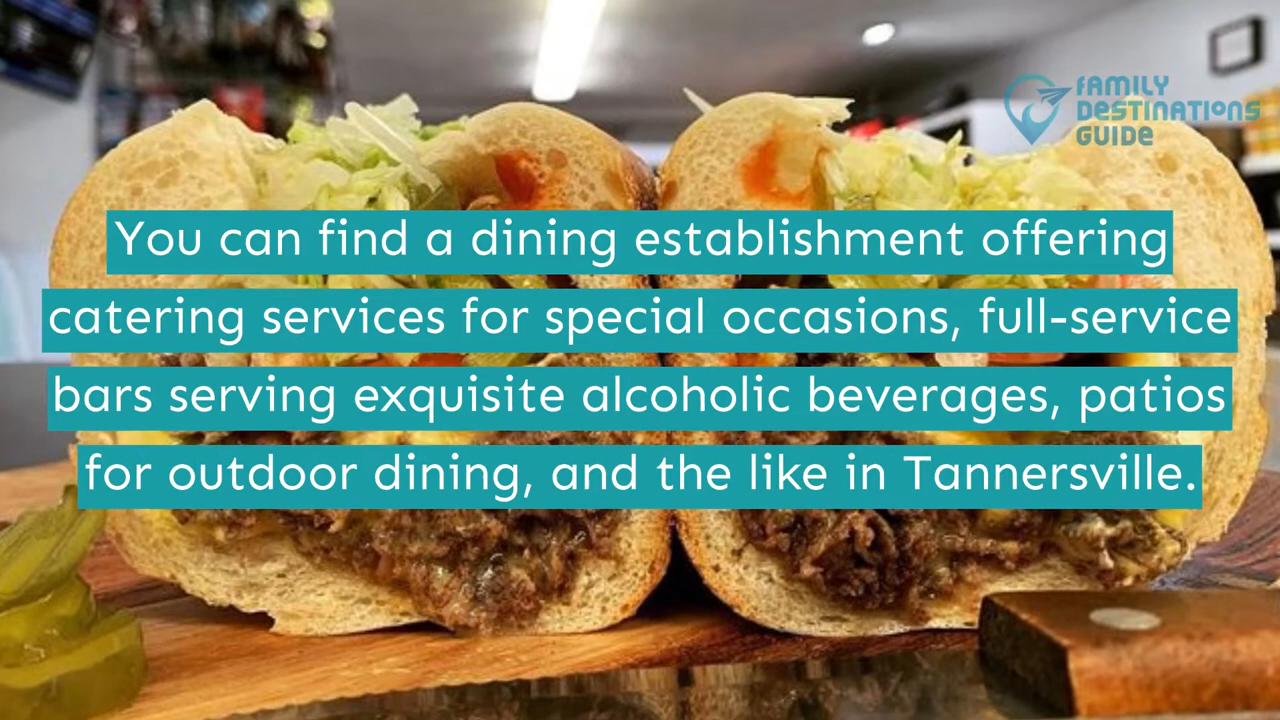 FAMILY
DESTINATIONS
GUIDE
You can find a dining establishment offering
catering services for special occasions, full-service
bars serving exquisite alcoholic beverages, patios
for outdoor dining, and the like in Tannersville.